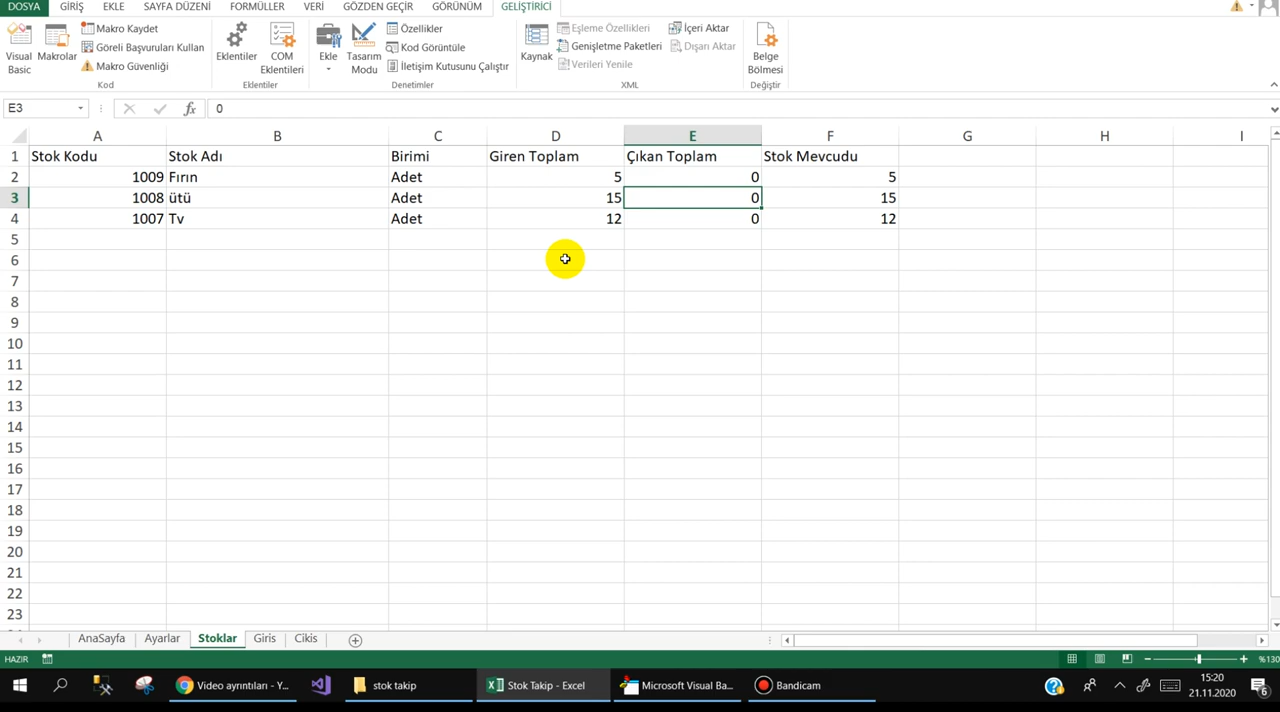 DOSYA GİRİŞ EKLE SAYFA DÜZENİ FORMÜLLER VERİ GÖZDEN GEÇİR GÖRÜNÜM GELİŞTİRİCİ
Visual Basic
Makrolar
Makro Kaydet
Göreli Başvuruları Kullan
Makro Güvenliği
Kod
Eklentiler
COM Eklentileri
Eklentiler
Ekle
Tasarım Modu
Özellikler
Kod Görüntüle
İletişim Kutusunu Çalıştır
Denetimler
Kaynak
Eşleme Özellikleri
Genişletme Paketleri
Verileri Yenile
İçeri Aktar
Dışarı Aktar
XML
Belge Bölmesi
Değiştir
E3 fx 0
A B C D E F G H I
1 Stok Kodu Stok Adı Birimi Giren Toplam Çıkan Toplam Stok Mevcudu
2 1009 Fırın Adet 5 0 5
3 1008 ütü Adet 15 0 15
4 1007 Tv Adet 12 0 12
5
6
7
8
9
10
11
12
13
14
15
16
17
18
19
20
21
22
23
AnaSayfa Ayarlar Stoklar Giris Cikis
HAZIR %130
Video ayrıntıları - Y... stok takip Stok Takip - Excel Microsoft Visual Ba... Bandicam 15:20
21.11.2020 6